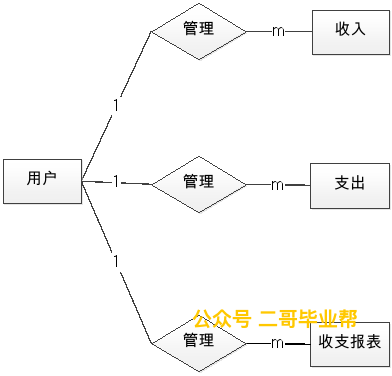 管理 m 收入
1
用户 1 管理 m 支出
1
公众号 二哥毕业帮
管理 m 收支报表